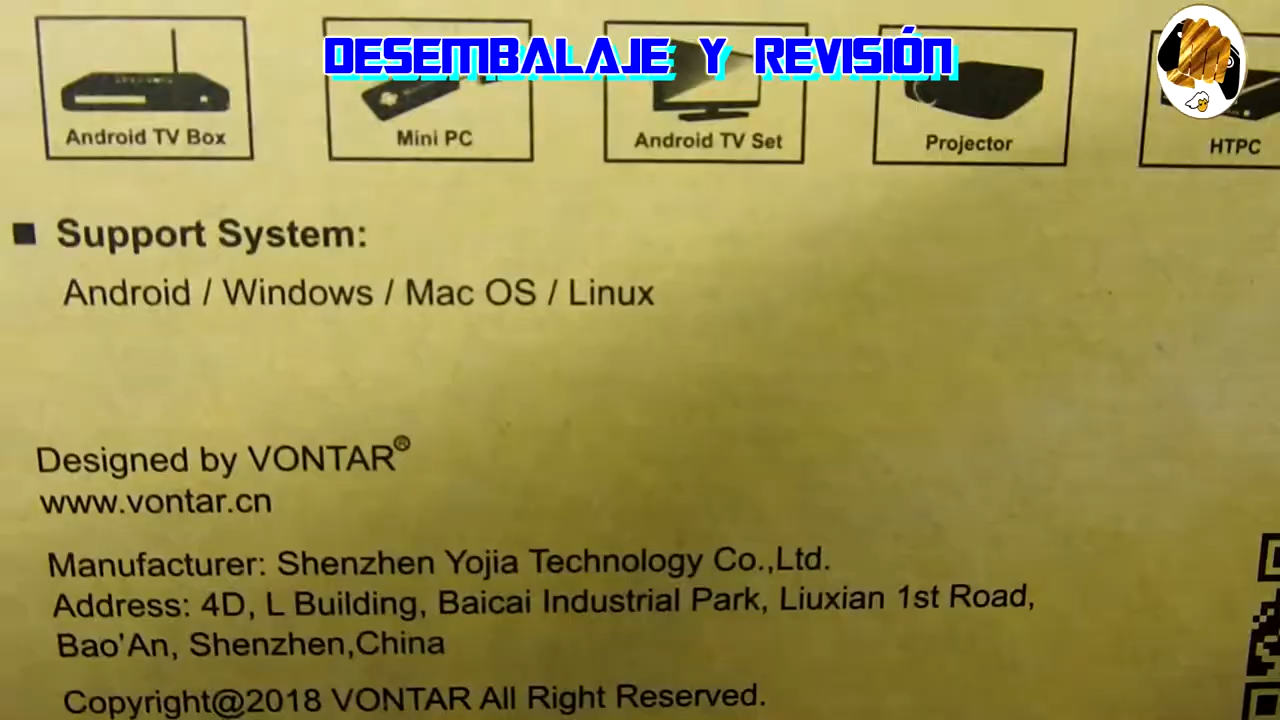 DESEMBALAJE Y REVISIÓN
Android TV Box
Mini PC
Android TV Set
Projector
HTPC
■ Support System:
Android / Windows / Mac OS / Linux
Designed by VONTAR®
www.vontar.cn
Manufacturer: Shenzhen Yojia Technology Co.,Ltd.
Address: 4D, L Building, Baicai Industrial Park, Liuxian 1st Road,
Bao'An, Shenzhen,China
Copyright@2018 VONTAR All Right Reserved.